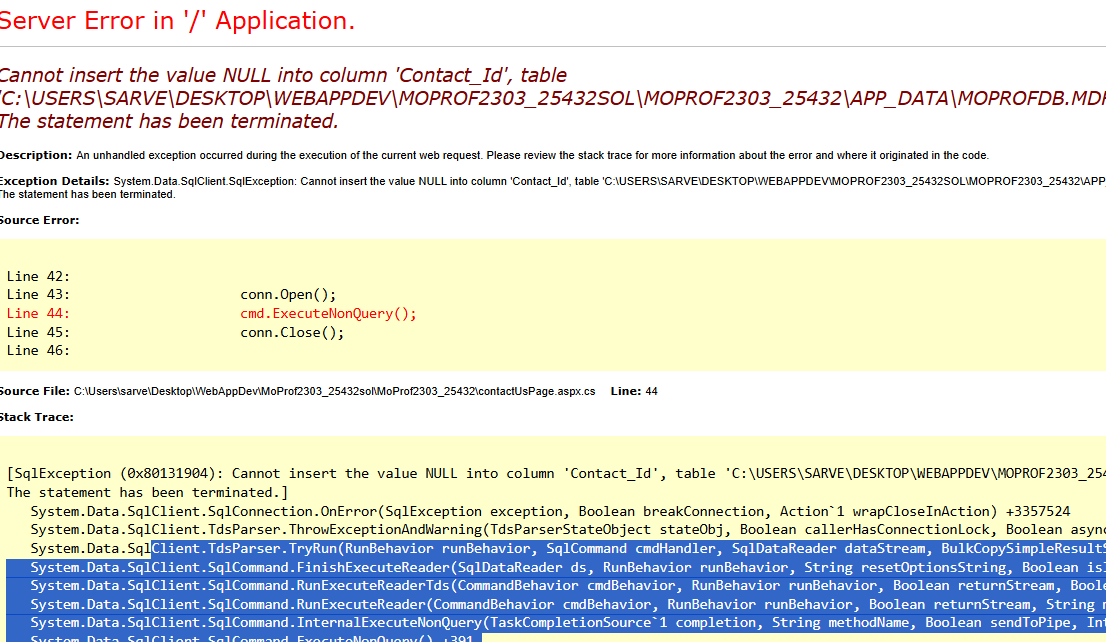 Server Error in '/' Application.
Cannot insert the value NULL into column 'Contact_Id', table
'C:\USERS\SARVE\DESKTOP\WEBAPPDEV\MOPROF2303_25432SOL\MOPROF2303_25432\APP_DATA\MOPROFDB.MDF
The statement has been terminated.
Description: An unhandled exception occurred during the execution of the current web request. Please review the stack trace for more information about the error and where it originated in the code.
Exception Details: System.Data.SqlClient.SqlException: Cannot insert the value NULL into column 'Contact_Id', table 'C:\USERS\SARVE\DESKTOP\WEBAPPDEV\MOPROF2303_25432SOL\MOPROF2303_25432\APP
The statement has been terminated.
Source Error:
Line 42:
Line 43: conn.Open();
Line 44: cmd.ExecuteNonQuery();
Line 45: conn.Close();
Line 46:
Source File: C:\Users\sarve\Desktop\WebAppDev\MoProf2303_25432sol\MoProf2303_25432\contactUsPage.aspx.cs Line: 44
Stack Trace:
[SqlException (0x80131904): Cannot insert the value NULL into column 'Contact_Id', table 'C:\USERS\SARVE\DESKTOP\WEBAPPDEV\MOPROF2303_254
The statement has been terminated.]
System.Data.SqlClient.SqlConnection.OnError(SqlException exception, Boolean breakConnection, Action`1 wrapCloseInAction) +3357524
System.Data.SqlClient.TdsParser.ThrowExceptionAndWarning(TdsParserStateObject stateObj, Boolean callerHasConnectionLock, Boolean async
System.Data.SqlClient.TdsParser.TryRun(RunBehavior runBehavior, SqlCommand cmdHandler, SqlDataReader dataStream, BulkCopySimpleResultS
System.Data.SqlClient.SqlCommand.FinishExecuteReader(SqlDataReader ds, RunBehavior runBehavior, String resetOptionsString, Boolean isI
System.Data.SqlClient.SqlCommand.RunExecuteReaderTds(CommandBehavior cmdBehavior, RunBehavior runBehavior, Boolean returnStream, Boole
System.Data.SqlClient.SqlCommand.RunExecuteReader(CommandBehavior cmdBehavior, RunBehavior runBehavior, Boolean returnStream, String m
System.Data.SqlClient.SqlCommand.InternalExecuteNonQuery(TaskCompletionSource`1 completion, String methodName, Boolean sendToPipe, Int
System.Data.SqlClient.SqlCommand.ExecuteNonQuery() +391